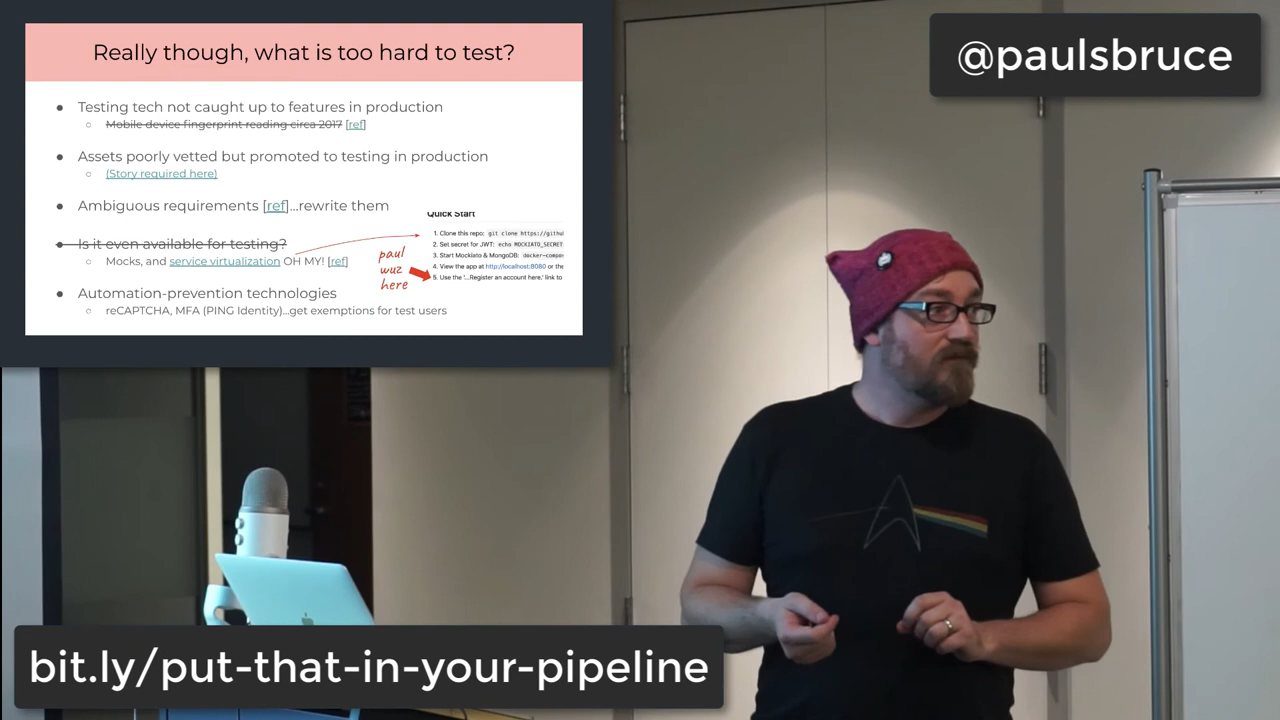 Really though, what is too hard to test?
● Testing tech not caught up to features in production
○ Mobile device fingerprint reading circa 2017 [ref]
● Assets poorly vetted but promoted to testing in production
○ (Story required here)
● Ambiguous requirements [ref]...rewrite them
● Is it even available for testing?
○ Mocks, and service virtualization OH MY! [ref]
● Automation-prevention technologies
○ reCAPTCHA, MFA (PING Identity)...get exemptions for test users
Quick Start
1. Clone this repo: git clone https://githu
2. Set secret for JWT: echo MOCKIATO_SECRET
3. Start Mockiato & MongoDB: docker-compo
4. View the app at http://localhost:8080 or the
5. Use the '...Register an account here.' link to
paul
wuz
here
@paulsbruce
bit.ly/put-that-in-your-pipeline